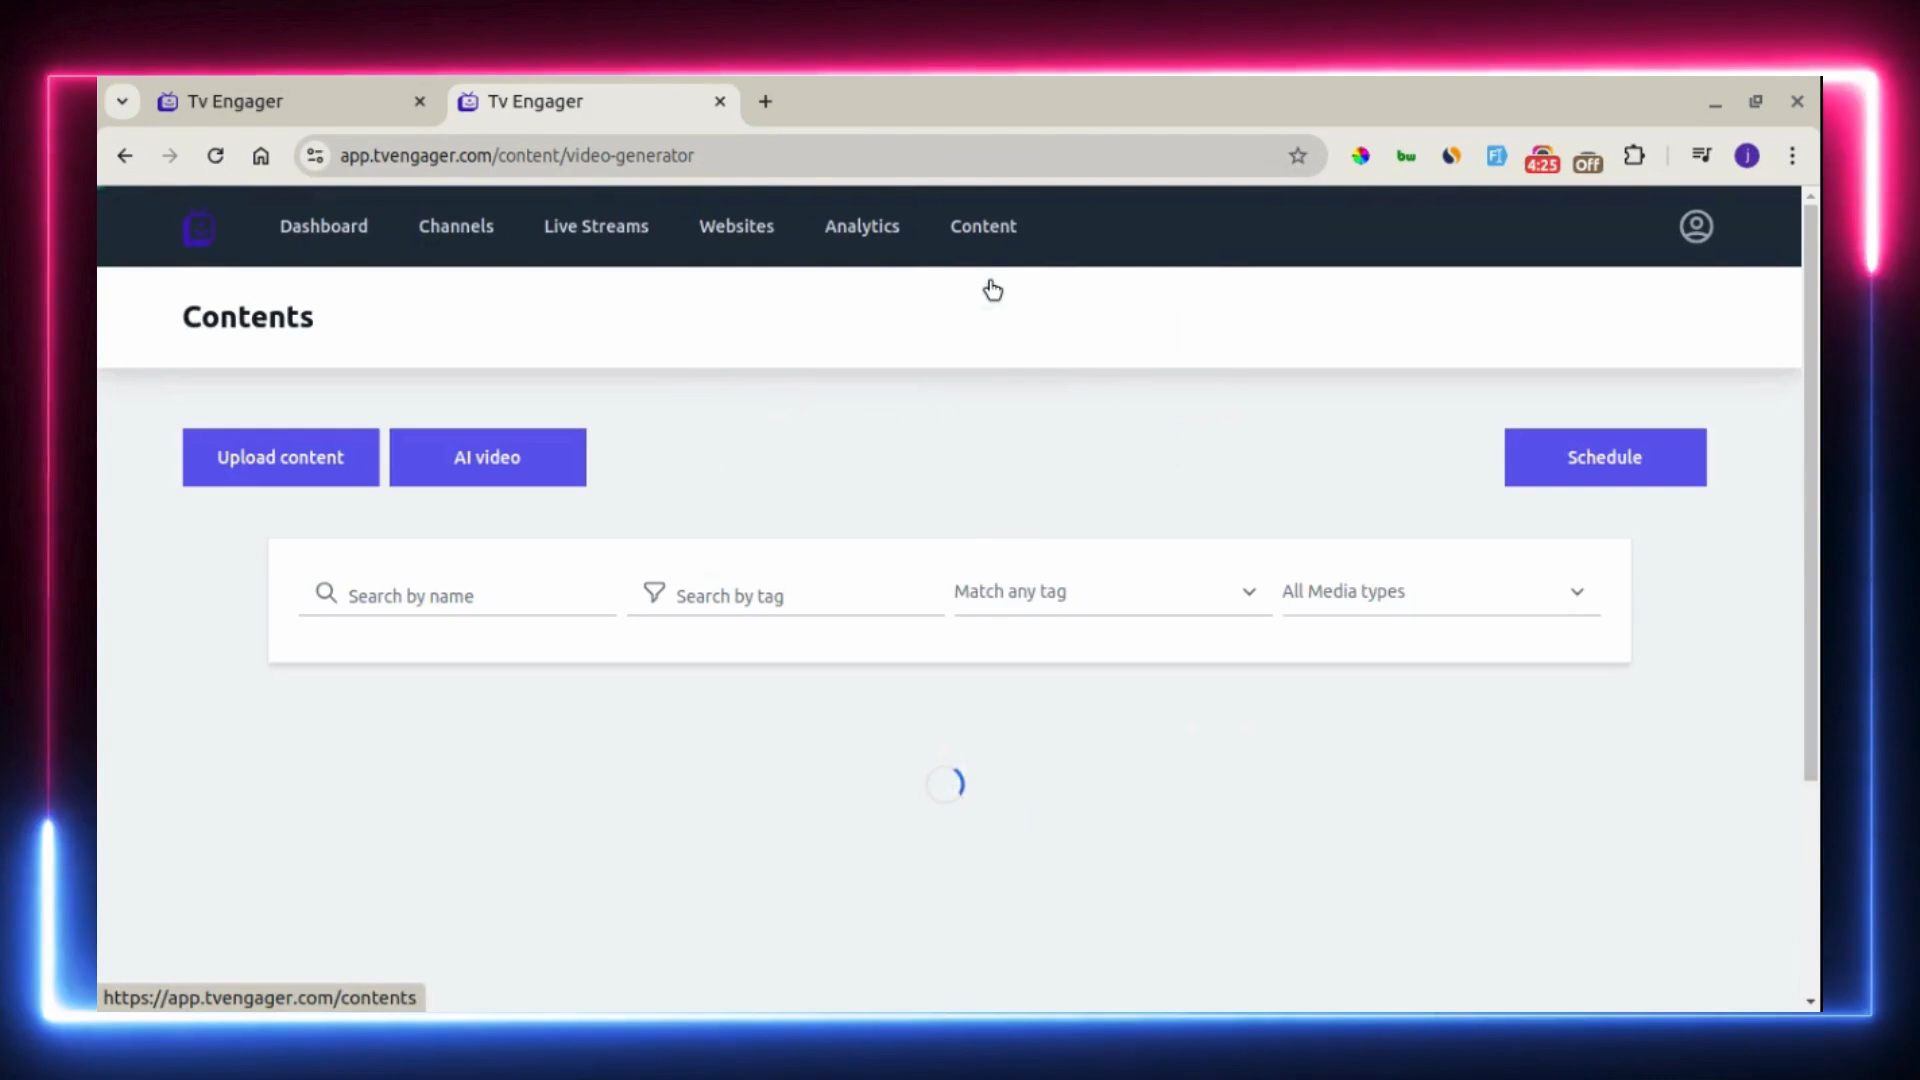 Tv Engager
Tv Engager
app.tvengager.com/content/video-generator
bw
FI
4:25
Off
j
Dashboard
Channels
Live Streams
Websites
Analytics
Content
Contents
Upload content
AI video
Schedule
Search by name
Search by tag
Match any tag
All Media types
https://app.tvengager.com/contents